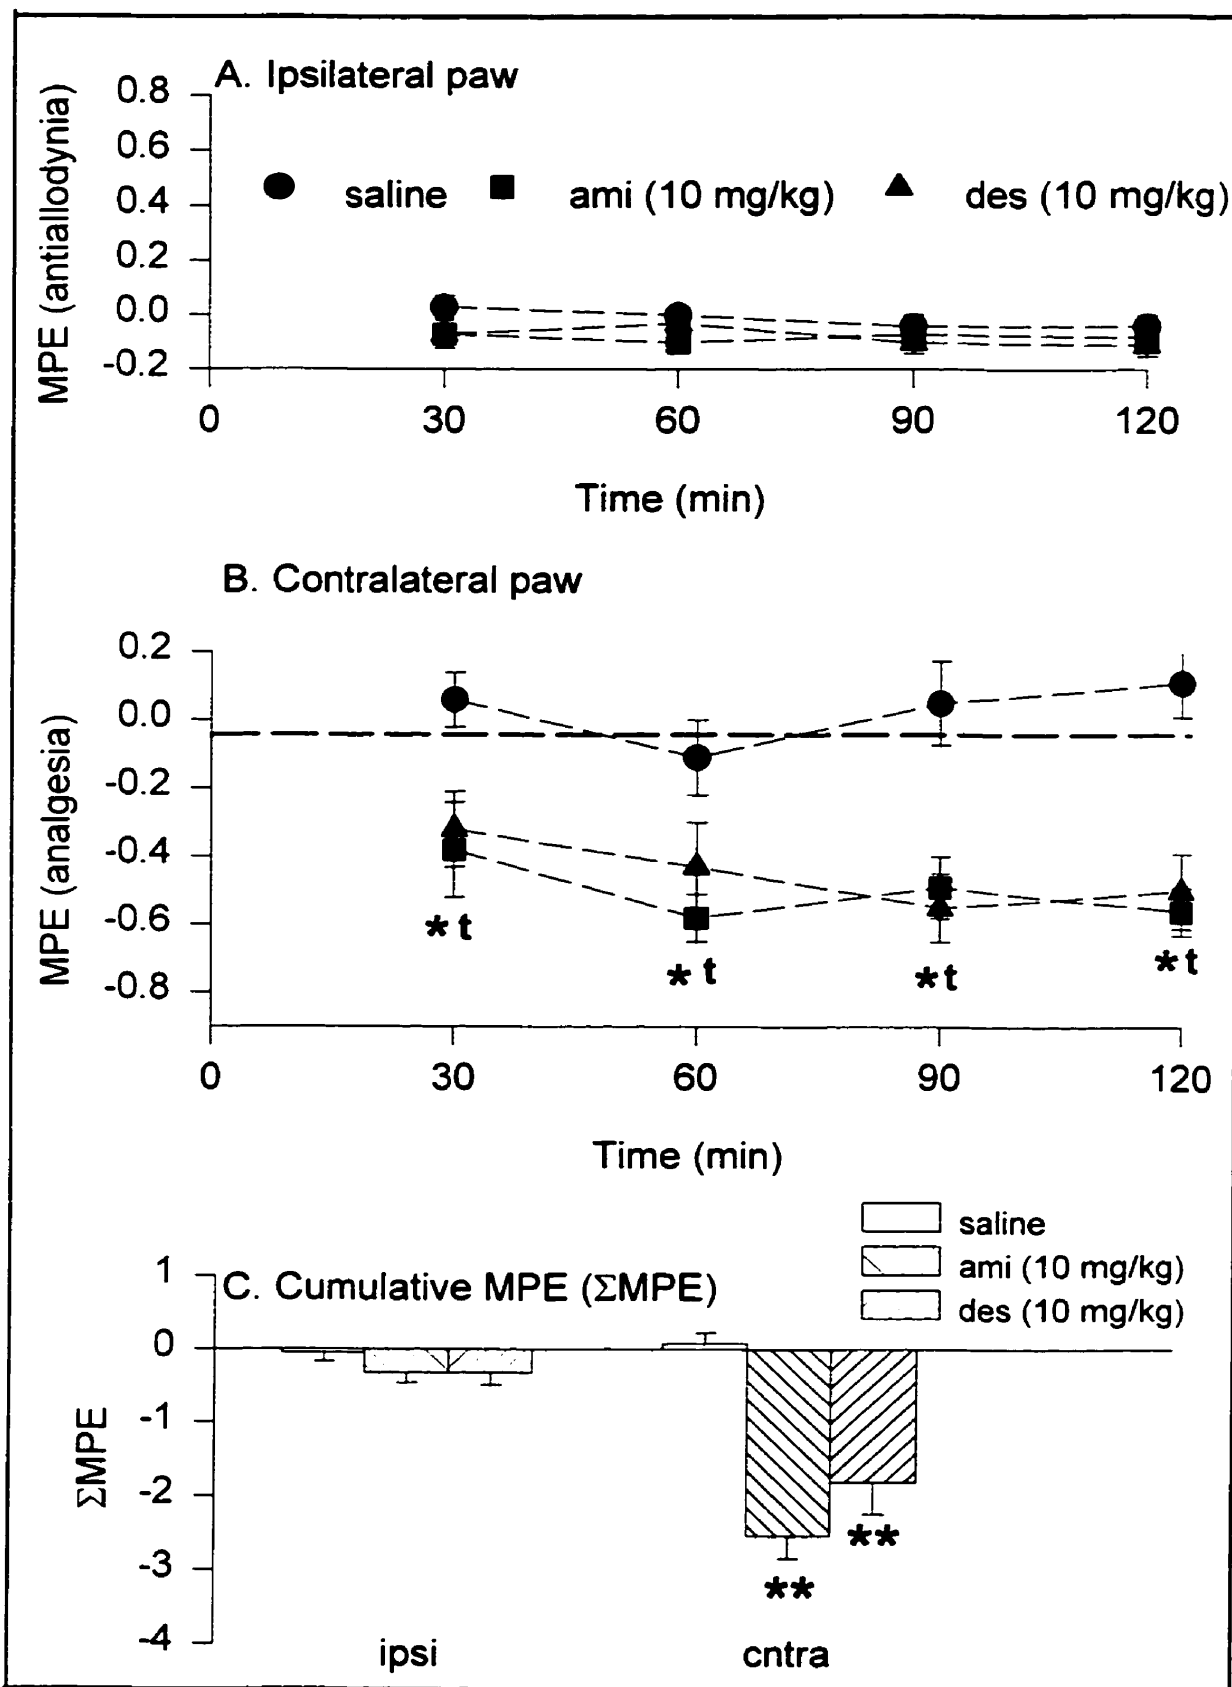 A. Ipsilateral paw
MPE (antiallodynia)
0.8
0.6
0.4
0.2
0.0
-0.2
saline ami (10 mg/kg) des (10 mg/kg)
0 30 60 90 120
Time (min)
B. Contralateral paw
MPE (analgesia)
0.2
0.0
-0.2
-0.4
-0.6
-0.8
* t * t * t * t
0 30 60 90 120
Time (min)
saline
ami (10 mg/kg)
des (10 mg/kg)
C. Cumulative MPE (ΣMPE)
ΣMPE
1
0
-1
-2
-3
-4
**
**
ipsi cntra